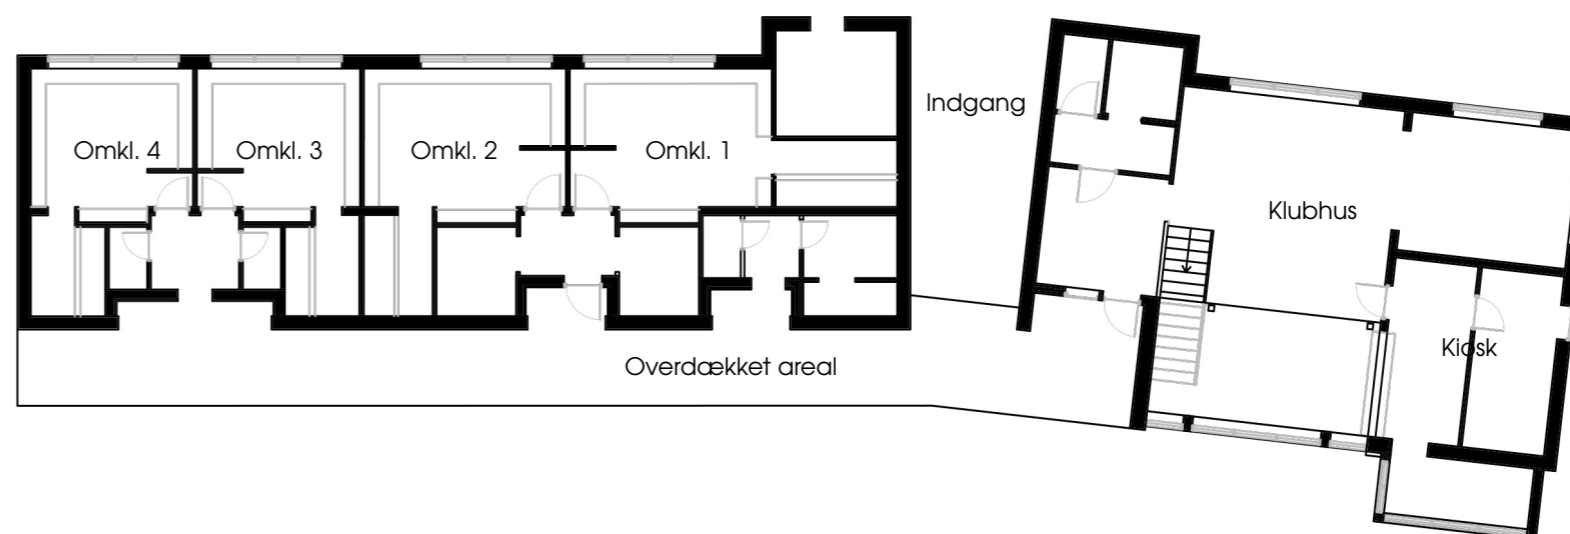 Indgang
Omkl. 4
Omkl. 3
Omkl. 2
Omkl. 1
Klubhus
Kiosk
Overdækket areal